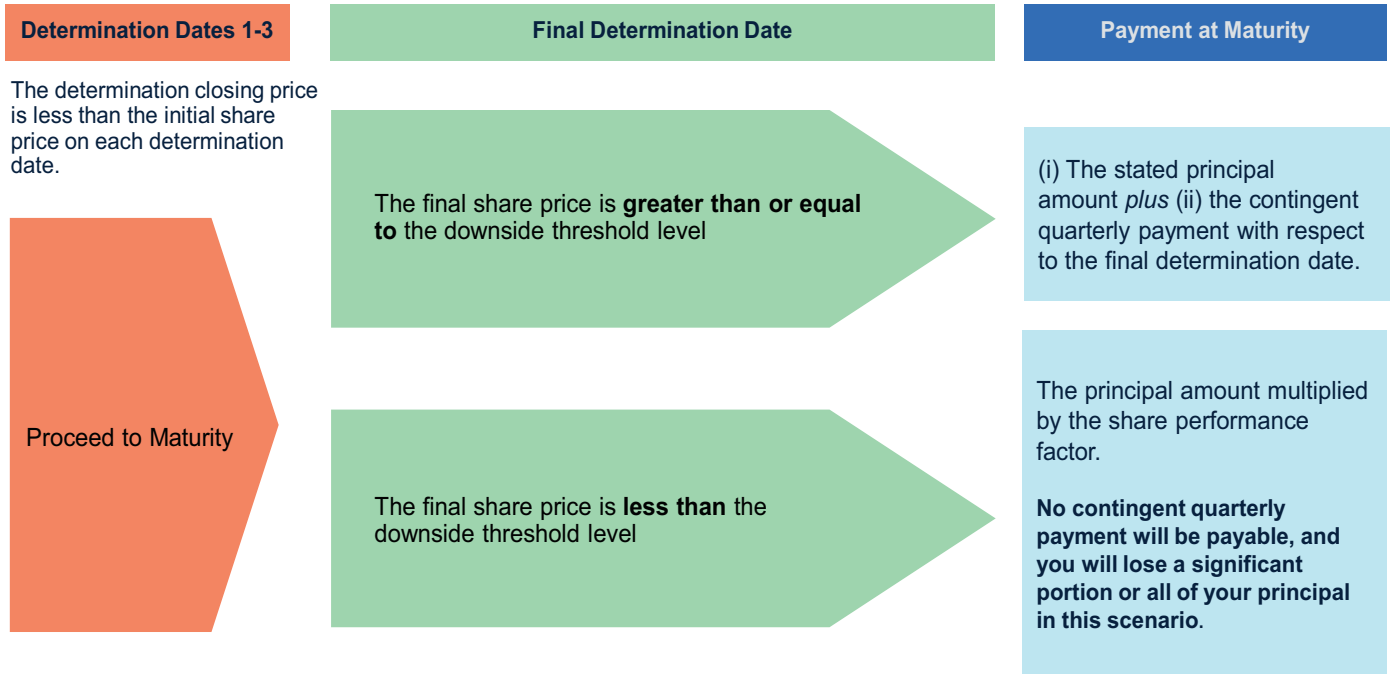 Determination Dates 1-3
Final Determination Date
Payment at Maturity
The determination closing price
is less than the initial share
price on each determination
date.
Proceed to Maturity
The final share price is greater than or equal
to the downside threshold level
(i) The stated principal
amount plus (ii) the contingent
quarterly payment with respect
to the final determination date.
The final share price is less than the
downside threshold level
The principal amount multiplied
by the share performance
factor.
No contingent quarterly
payment will be payable, and
you will lose a significant
portion or all of your principal
in this scenario.